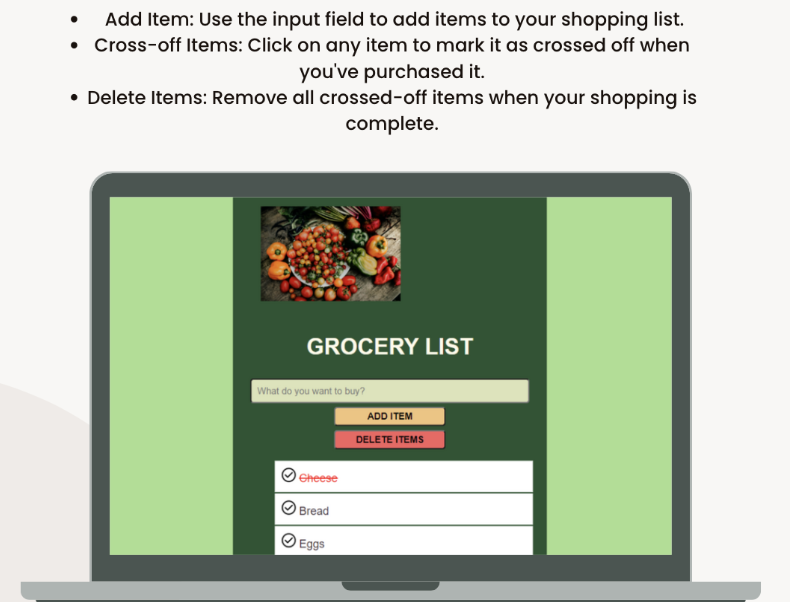 • Add Item: Use the input field to add items to your shopping list.
• Cross-off Items: Click on any item to mark it as crossed off when
you've purchased it.
• Delete Items: Remove all crossed-off items when your shopping is
complete.
GROCERY LIST
What do you want to buy?
ADD ITEM
DELETE ITEMS
Cheese
Bread
Eggs